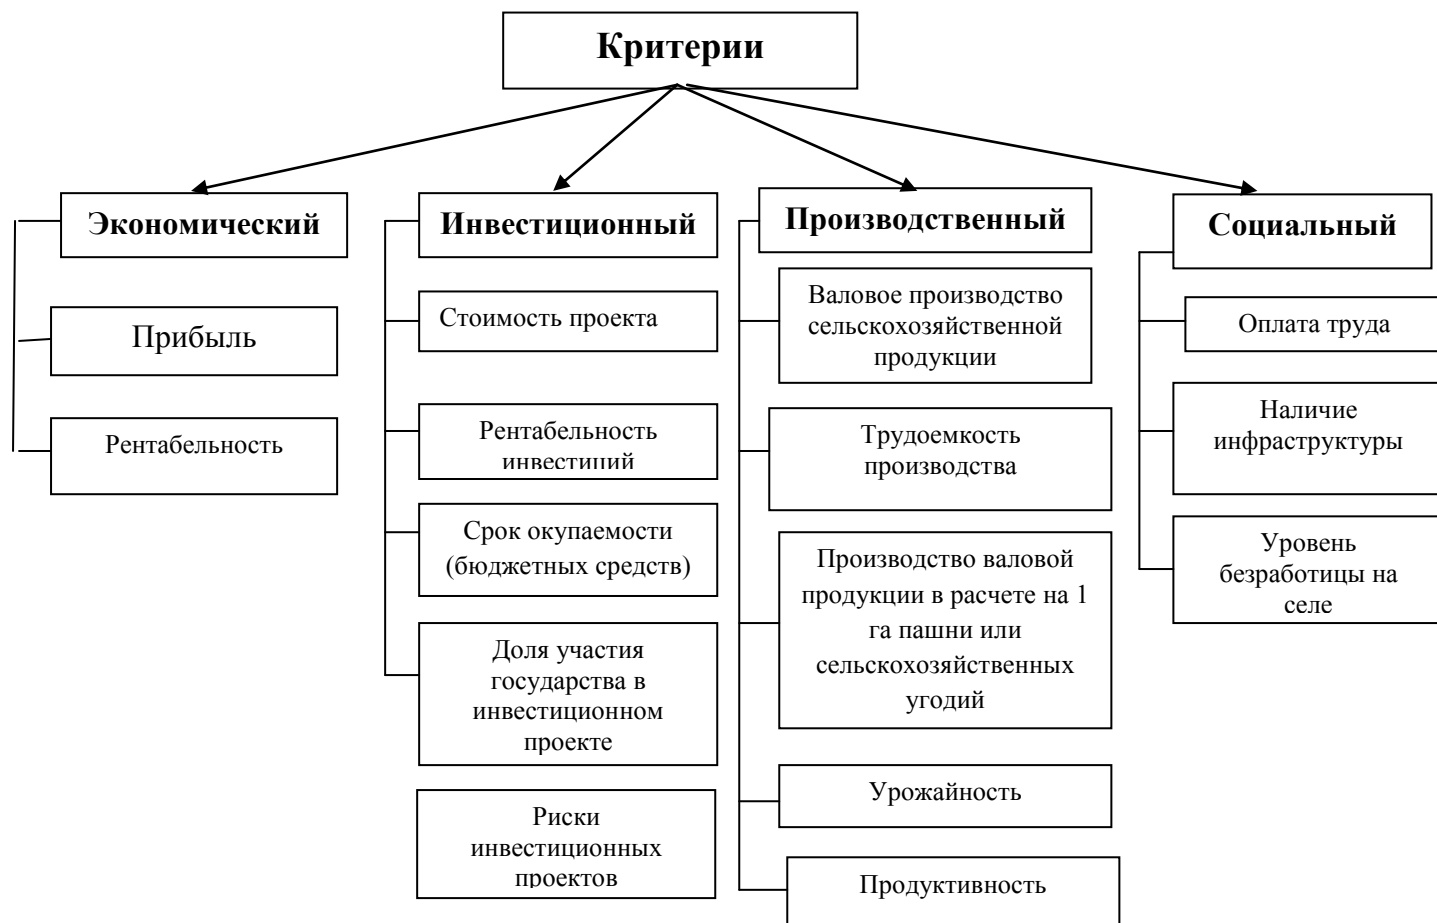 Критерии
Экономический
Прибыль
Рентабельность
Инвестиционный
Стоимость проекта
Рентабельность
инвестиций
Срок окупаемости
(бюджетных средств)
Доля участия
государства в
инвестиционном
проекте
Риски
инвестиционных
проектов
Производственный
Валовое производство
сельскохозяйственной
продукции
Трудоемкость
производства
Производство валовой
продукции в расчете на 1
га пашни или
сельскохозяйственных
угодий
Урожайность
Продуктивность
Социальный
Оплата труда
Наличие
инфраструктуры
Уровень
безработицы на
селе